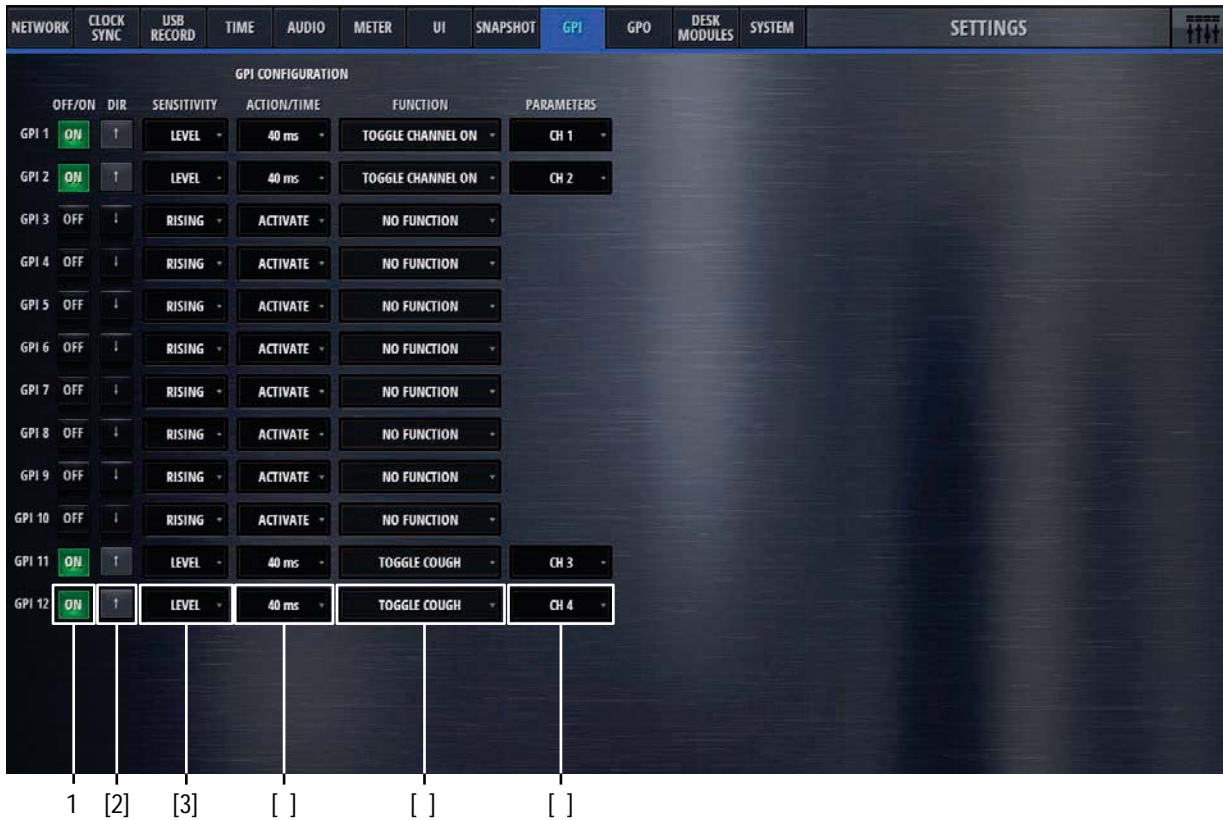 NETWORK CLOCK SYNC USB RECORD TIME AUDIO METER UI SNAPSHOT GPI GPO DESK MODULES SYSTEM SETTINGS
GPI CONFIGURATION
OFF/ON DIR SENSITIVITY ACTION/TIME FUNCTION PARAMETERS
GPI 1 ON ↑ LEVEL 40 ms TOGGLE CHANNEL ON CH 1
GPI 2 ON ↑ LEVEL 40 ms TOGGLE CHANNEL ON CH 2
GPI 3 OFF ↓ RISING ACTIVATE NO FUNCTION
GPI 4 OFF ↓ RISING ACTIVATE NO FUNCTION
GPI 5 OFF ↓ RISING ACTIVATE NO FUNCTION
GPI 6 OFF ↓ RISING ACTIVATE NO FUNCTION
GPI 7 OFF ↓ RISING ACTIVATE NO FUNCTION
GPI 8 OFF ↓ RISING ACTIVATE NO FUNCTION
GPI 9 OFF ↓ RISING ACTIVATE NO FUNCTION
GPI 10 OFF ↓ RISING ACTIVATE NO FUNCTION
GPI 11 ON ↑ LEVEL 40 ms TOGGLE COUGH CH 3
GPI 12 ON ↑ LEVEL 40 ms TOGGLE COUGH CH 4
1 [2] [3] [ ] [ ] [ ]